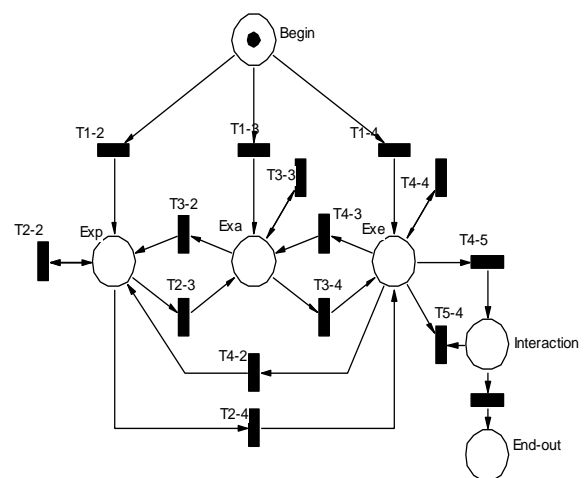 Begin
T1-2
T1-3
T1-4
T3-3
T4-4
T3-2
Exa
T4-3
Exe
T2-2
Exp
T4-5
T2-3
T3-4
T5-4
Interaction
T4-2
T2-4
End-out